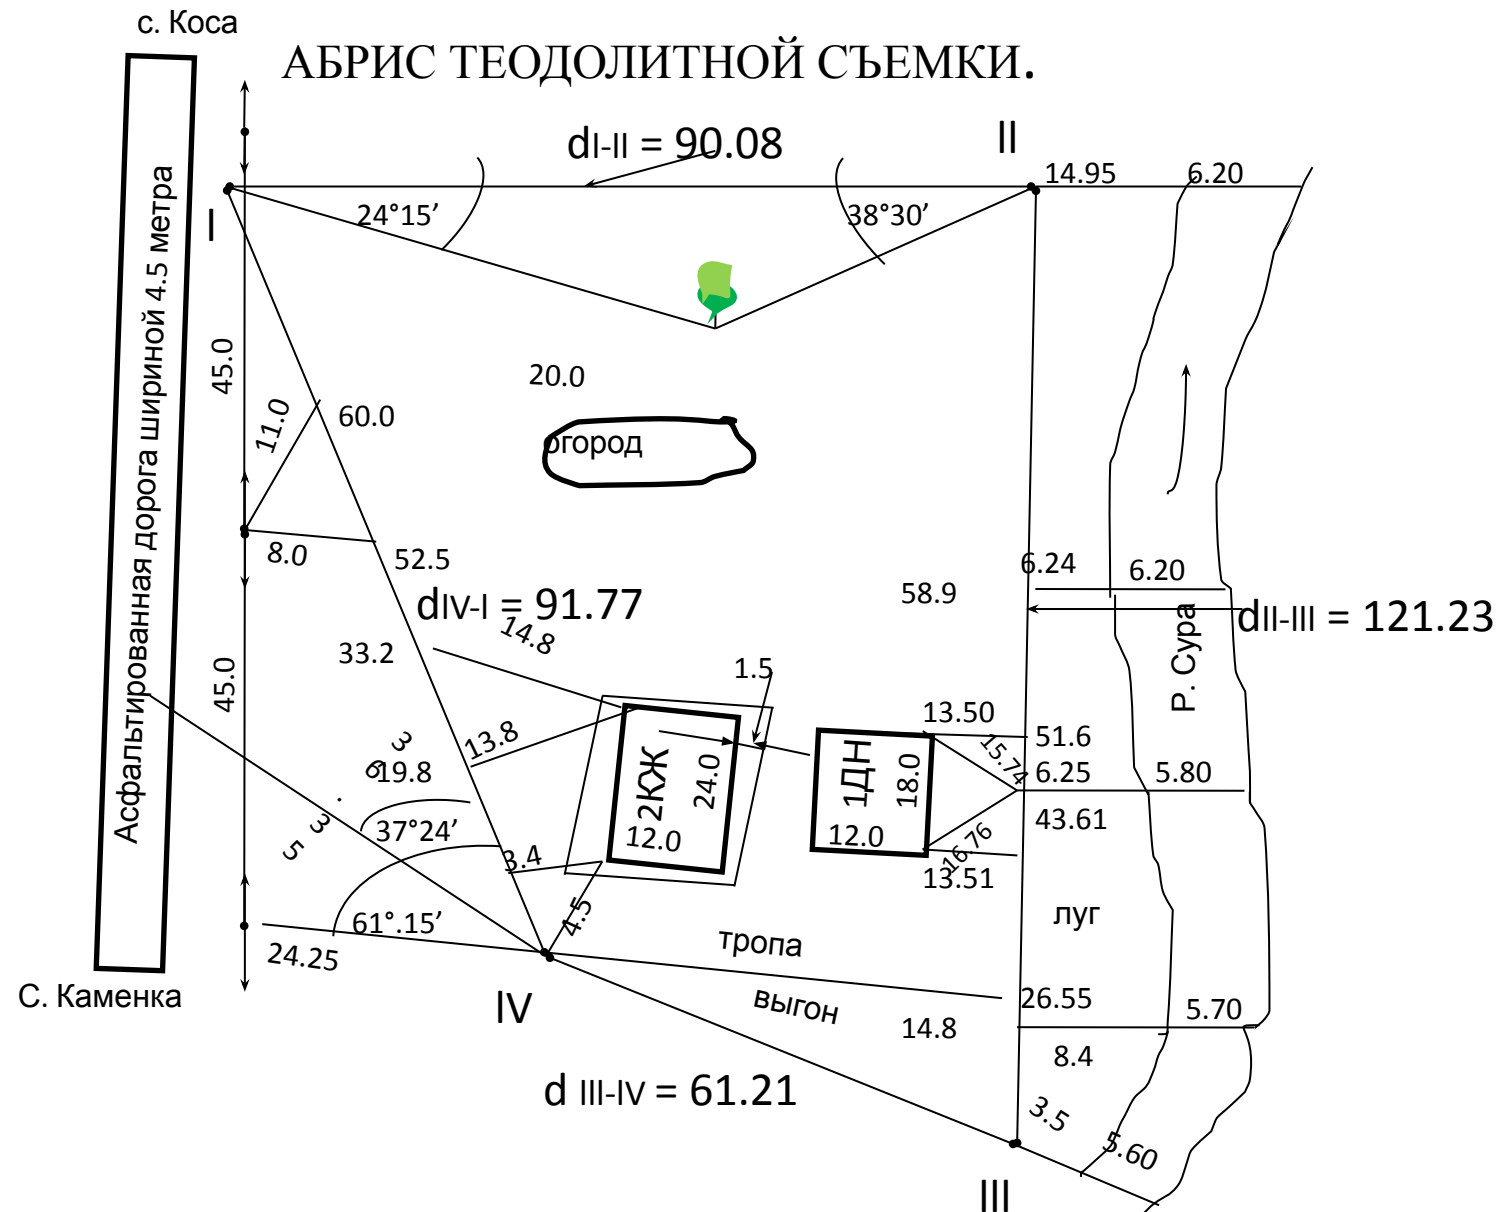 с. Коса
АБРИС ТЕОДОЛИТНОЙ СЪЕМКИ.
dI-II = 90.08
II
14.95
6.20
I
24°15’
38°30’
Асфальтированная дорога шириной 4.5 метра
45.0
20.0
11.0
60.0
огород
8.0
52.5
6.24
6.20
58.9
dIV-I = 91.77
dII-III = 121.23
14.8
Р. Сура
33.2
45.0
1.5
13.50
51.6
13.8
15.74
36.35
19.8
2КЖ
24.0
12.0
1ДН
18.0
12.0
6.25
5.80
43.61
37°24’
16.76
3.4
13.51
61°.15’
4.5
луг
24.25
тропа
С. Каменка
IV
выгон
26.55
5.70
14.8
8.4
d III-IV = 61.21
3.5
5.60
III